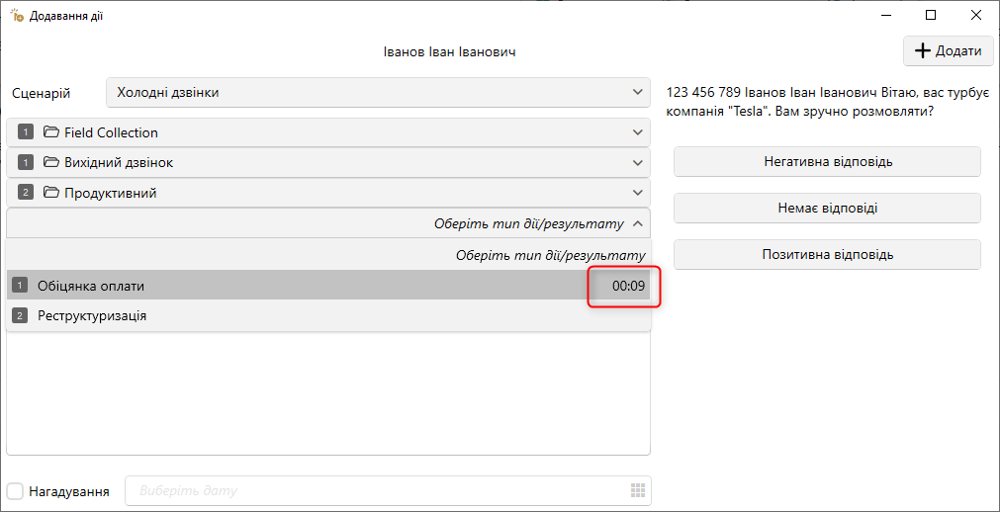 Додавання дії
Іванов Іван Іванович
Додати
Сценарій
Холодні дзвінки
1 Field Collection
1 Вихідний дзвінок
2 Продуктивний
Оберіть тип дії/результату
Оберіть тип дії/результату
1 Обіцянка оплати 00:09
2 Реструктуризація
Нагадування
Виберіть дату
123 456 789 Іванов Іван Іванович Вітаю, вас турбує
компанія "Tesla". Вам зручно розмовляти?
Негативна відповідь
Немає відповіді
Позитивна відповідь